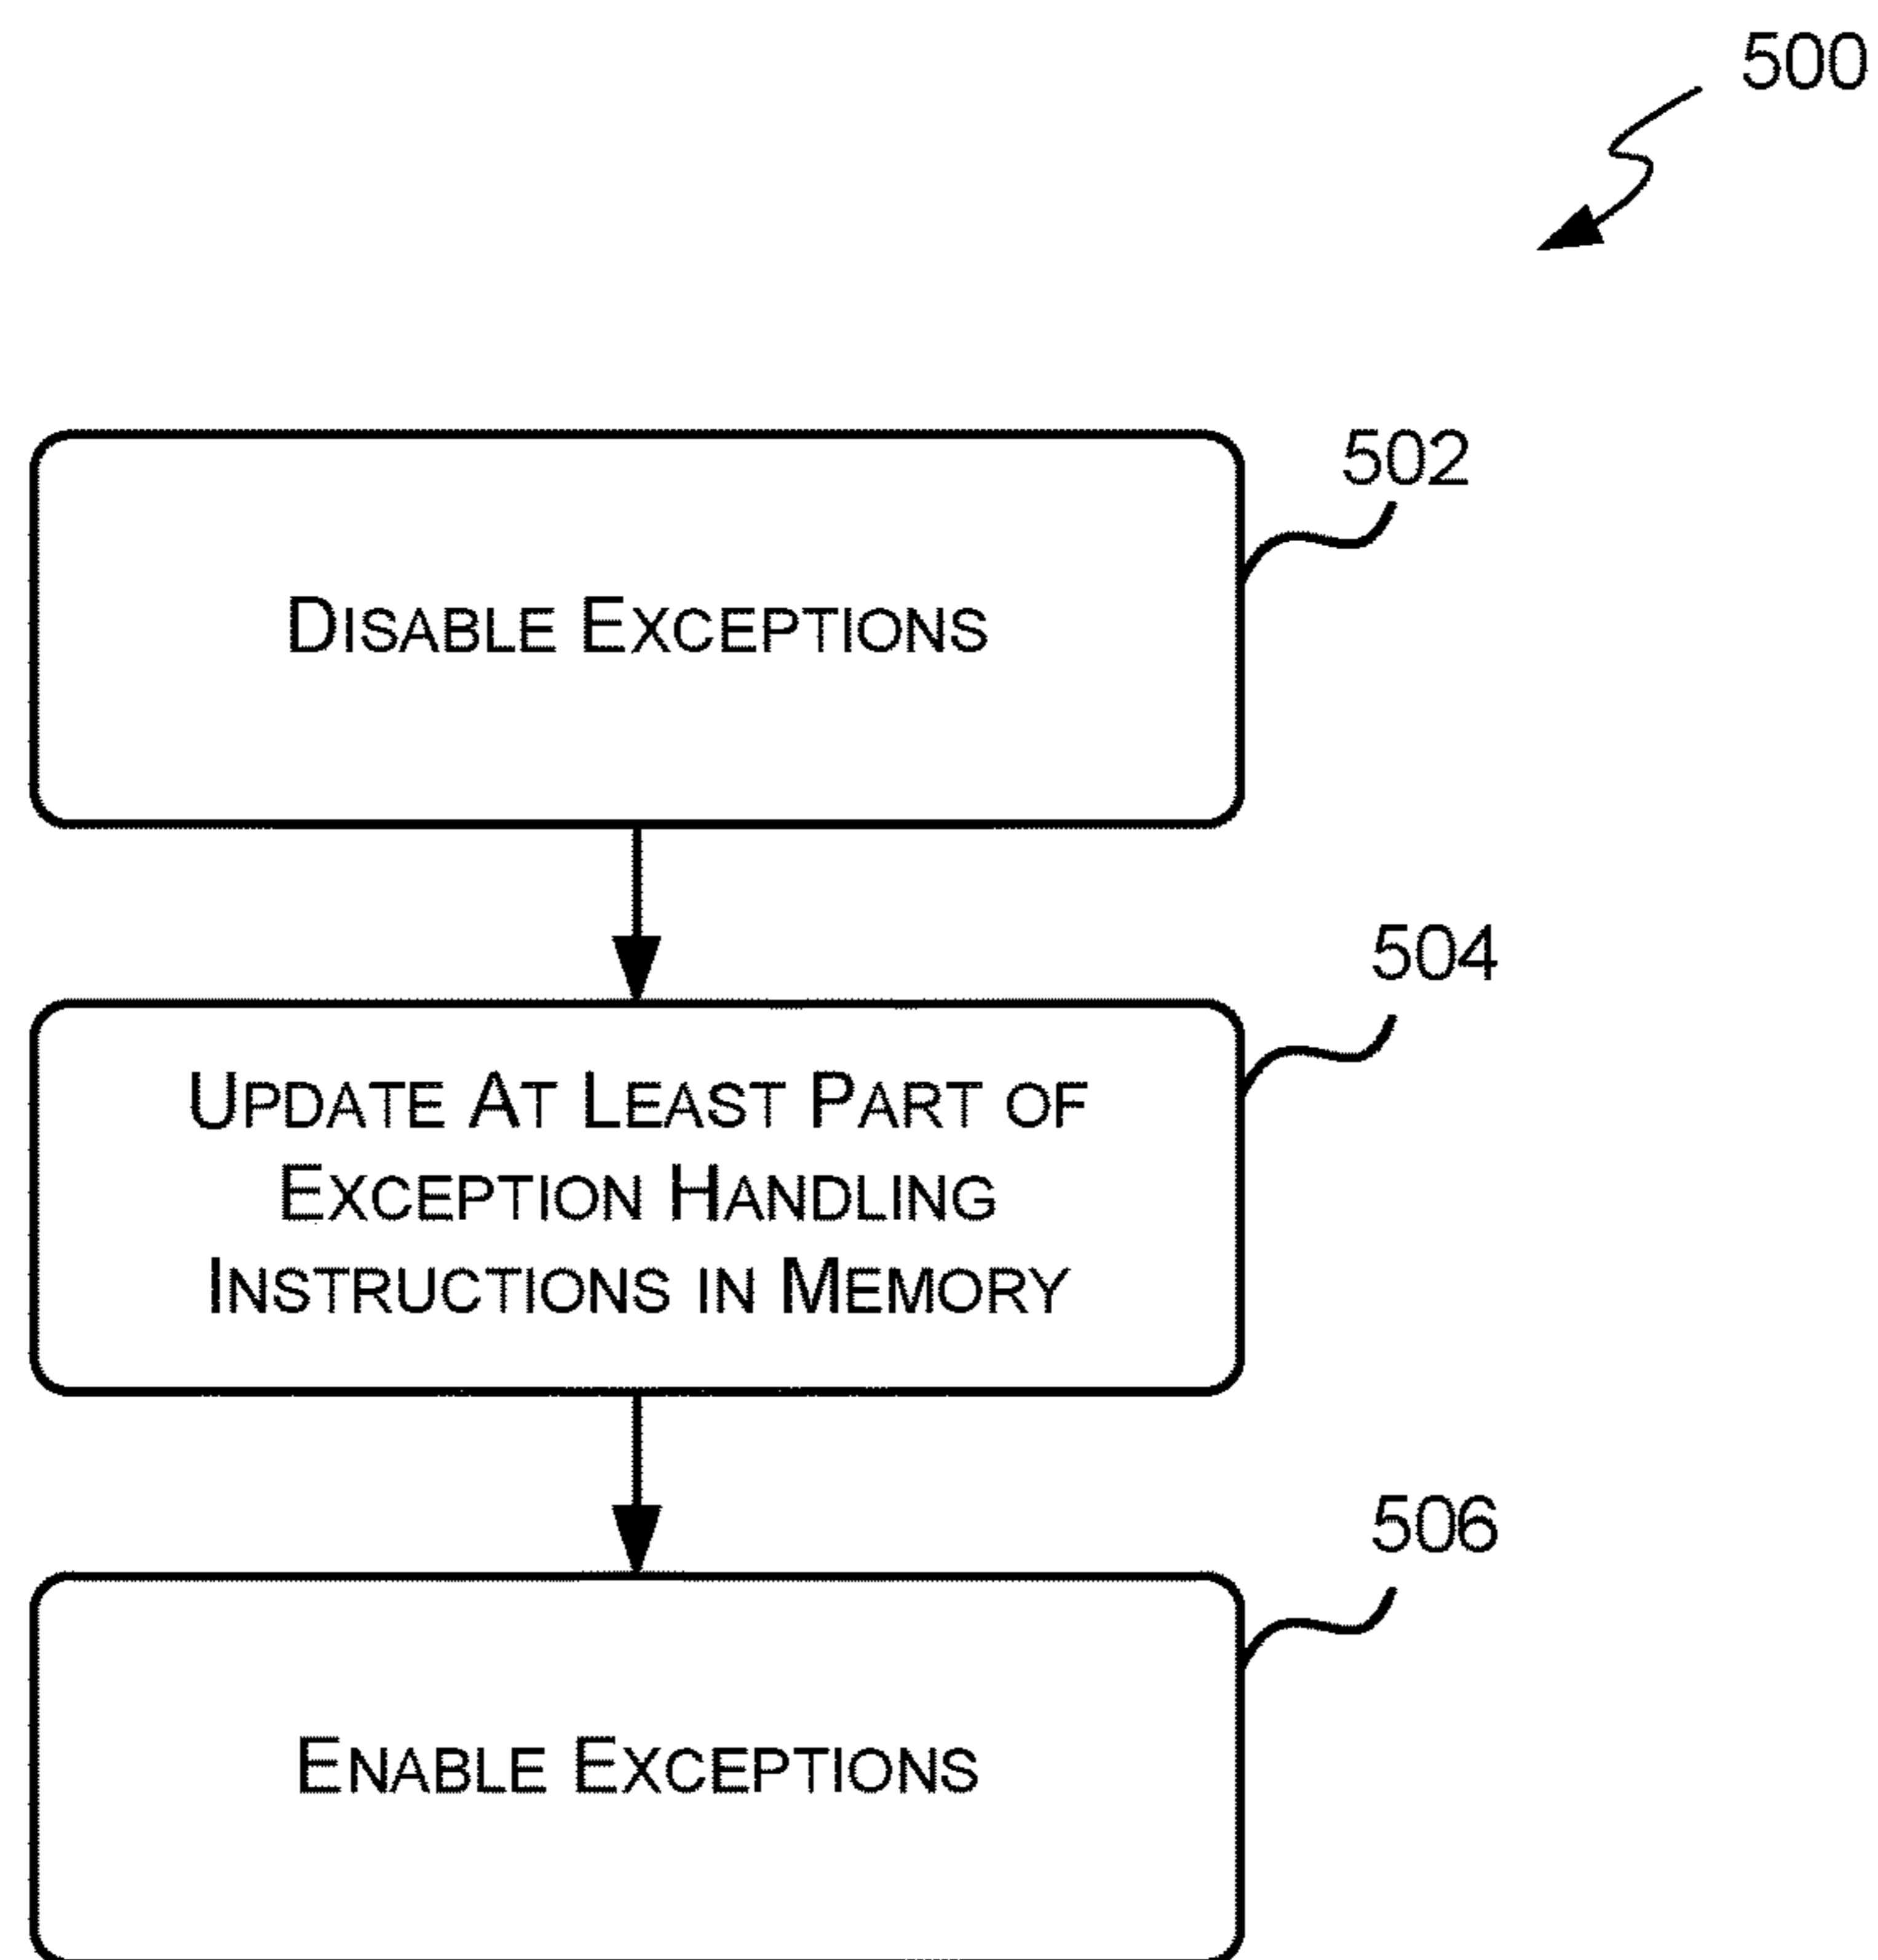 500
502
DISABLE EXCEPTIONS
504
UPDATE AT LEAST PART OF
EXCEPTION HANDLING
INSTRUCTIONS IN MEMORY
506
ENABLE EXCEPTIONS